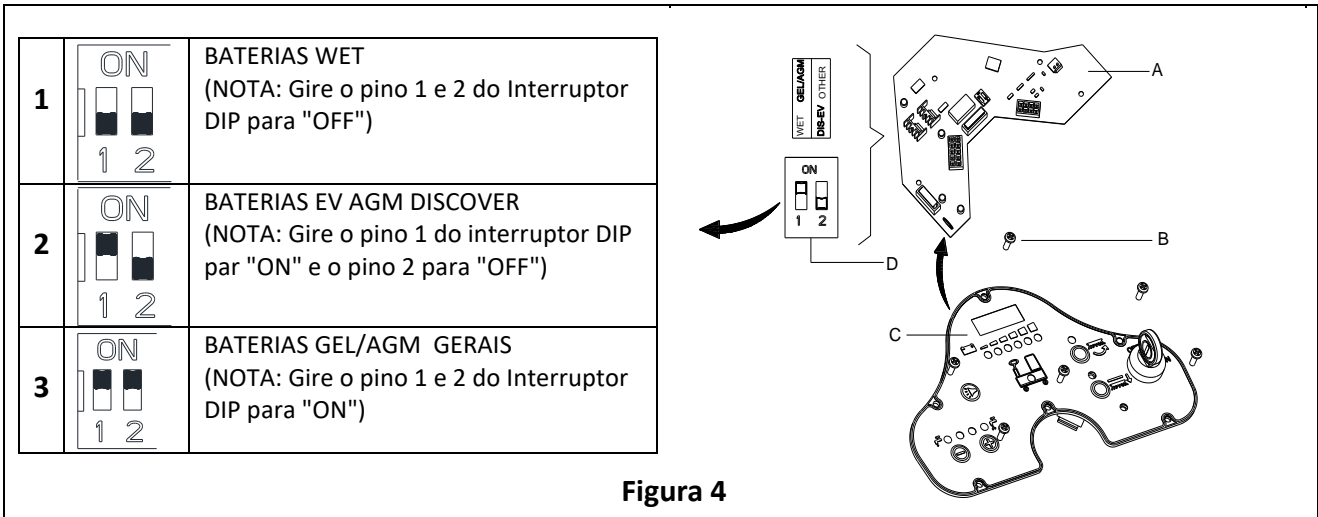 1
ON
1 2
BATERIAS WET
(NOTA: Gire o pino 1 e 2 do Interruptor
DIP para "OFF")
2
ON
1 2
BATERIAS EV AGM DISCOVER
(NOTA: Gire o pino 1 do interruptor DIP
par "ON" e o pino 2 para "OFF")
3
ON
1 2
BATERIAS GEL/AGM GERAIS
(NOTA: Gire o pino 1 e 2 do Interruptor
DIP para "ON")
WET GEL/AGM
DIS-EV OTHER
ON
1 2
A
B
C
D
Figura 4